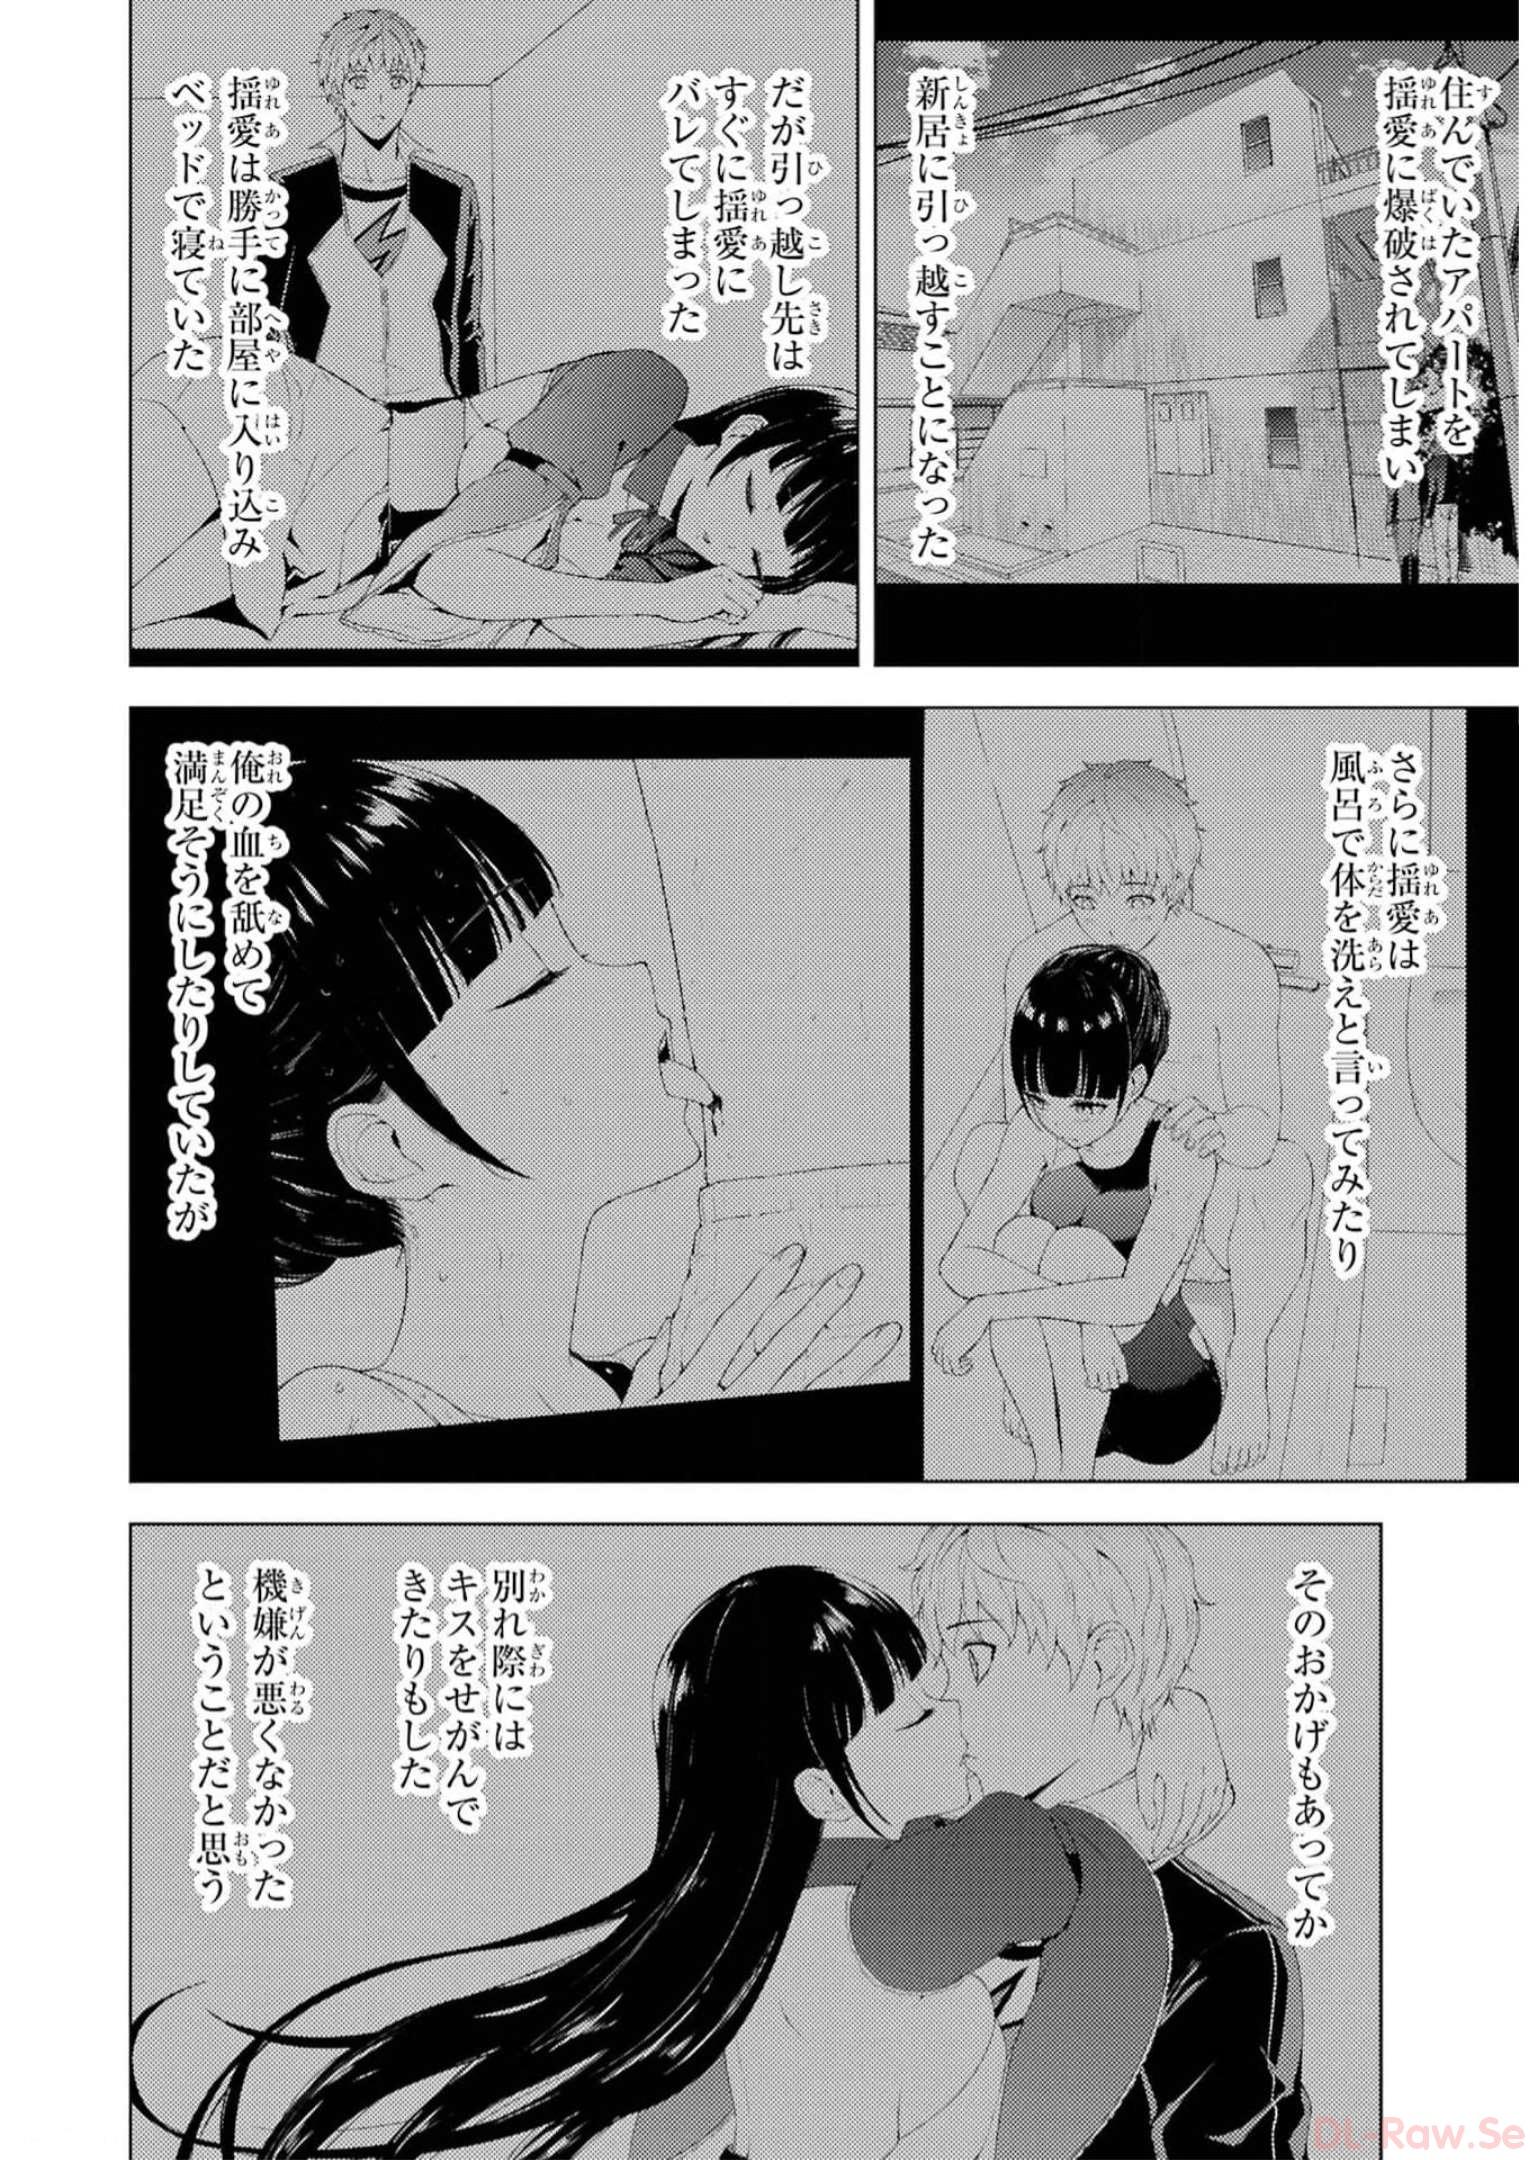 住んでいたアパートを
揺愛に爆破されてしまい
新居に引っ越すことになった
だが引っ越し先は
すぐに揺愛に
バレてしまった
揺愛は勝手に部屋に入り込み
ベッドで寝ていた
さらに揺愛は
風呂で体を洗えと言ってみたり
俺の血を舐めて
満足そうにしたりしていたが
そのおかげもあってか
別れ際には
キスをせがんで
きたりもした
機嫌が悪くなかった
ということだと思う
DL-Raw.Se